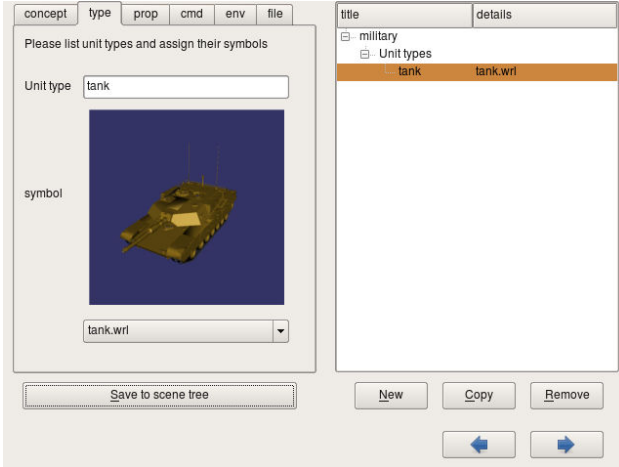 concept type prop cmd env file
Please list unit types and assign their symbols
Unit type tank
symbol
tank.wrl
Save to scene tree
title details
military
Unit types
tank tank.wrl
New Copy Remove